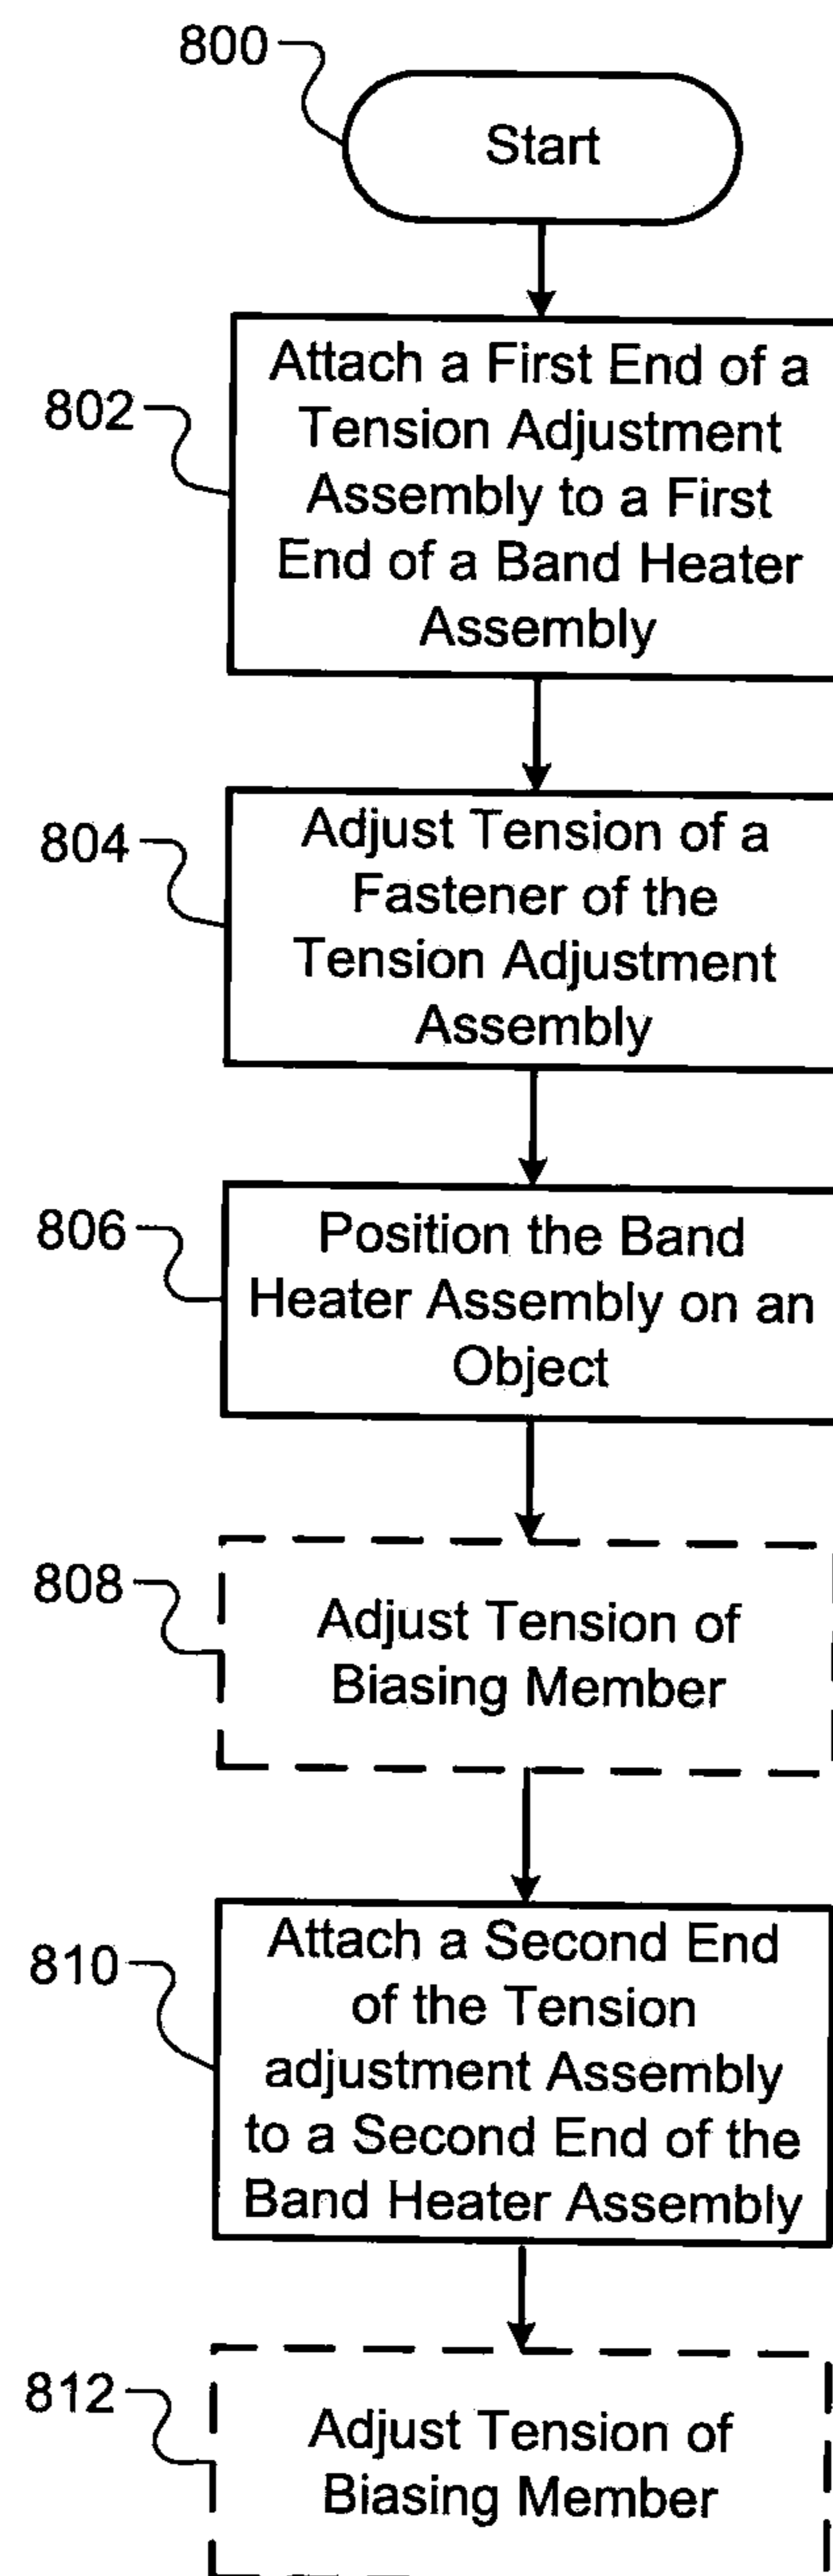 800
Start
802
Attach a First End of a
Tension Adjustment
Assembly to a First
End of a Band Heater
Assembly
804
Adjust Tension of a
Fastener of the
Tension Adjustment
Assembly
806
Position the Band
Heater Assembly on an
Object
808
Adjust Tension of
Biasing Member
810
Attach a Second End
of the Tension
adjustment Assembly
to a Second End of the
Band Heater Assembly
812
Adjust Tension of
Biasing Member